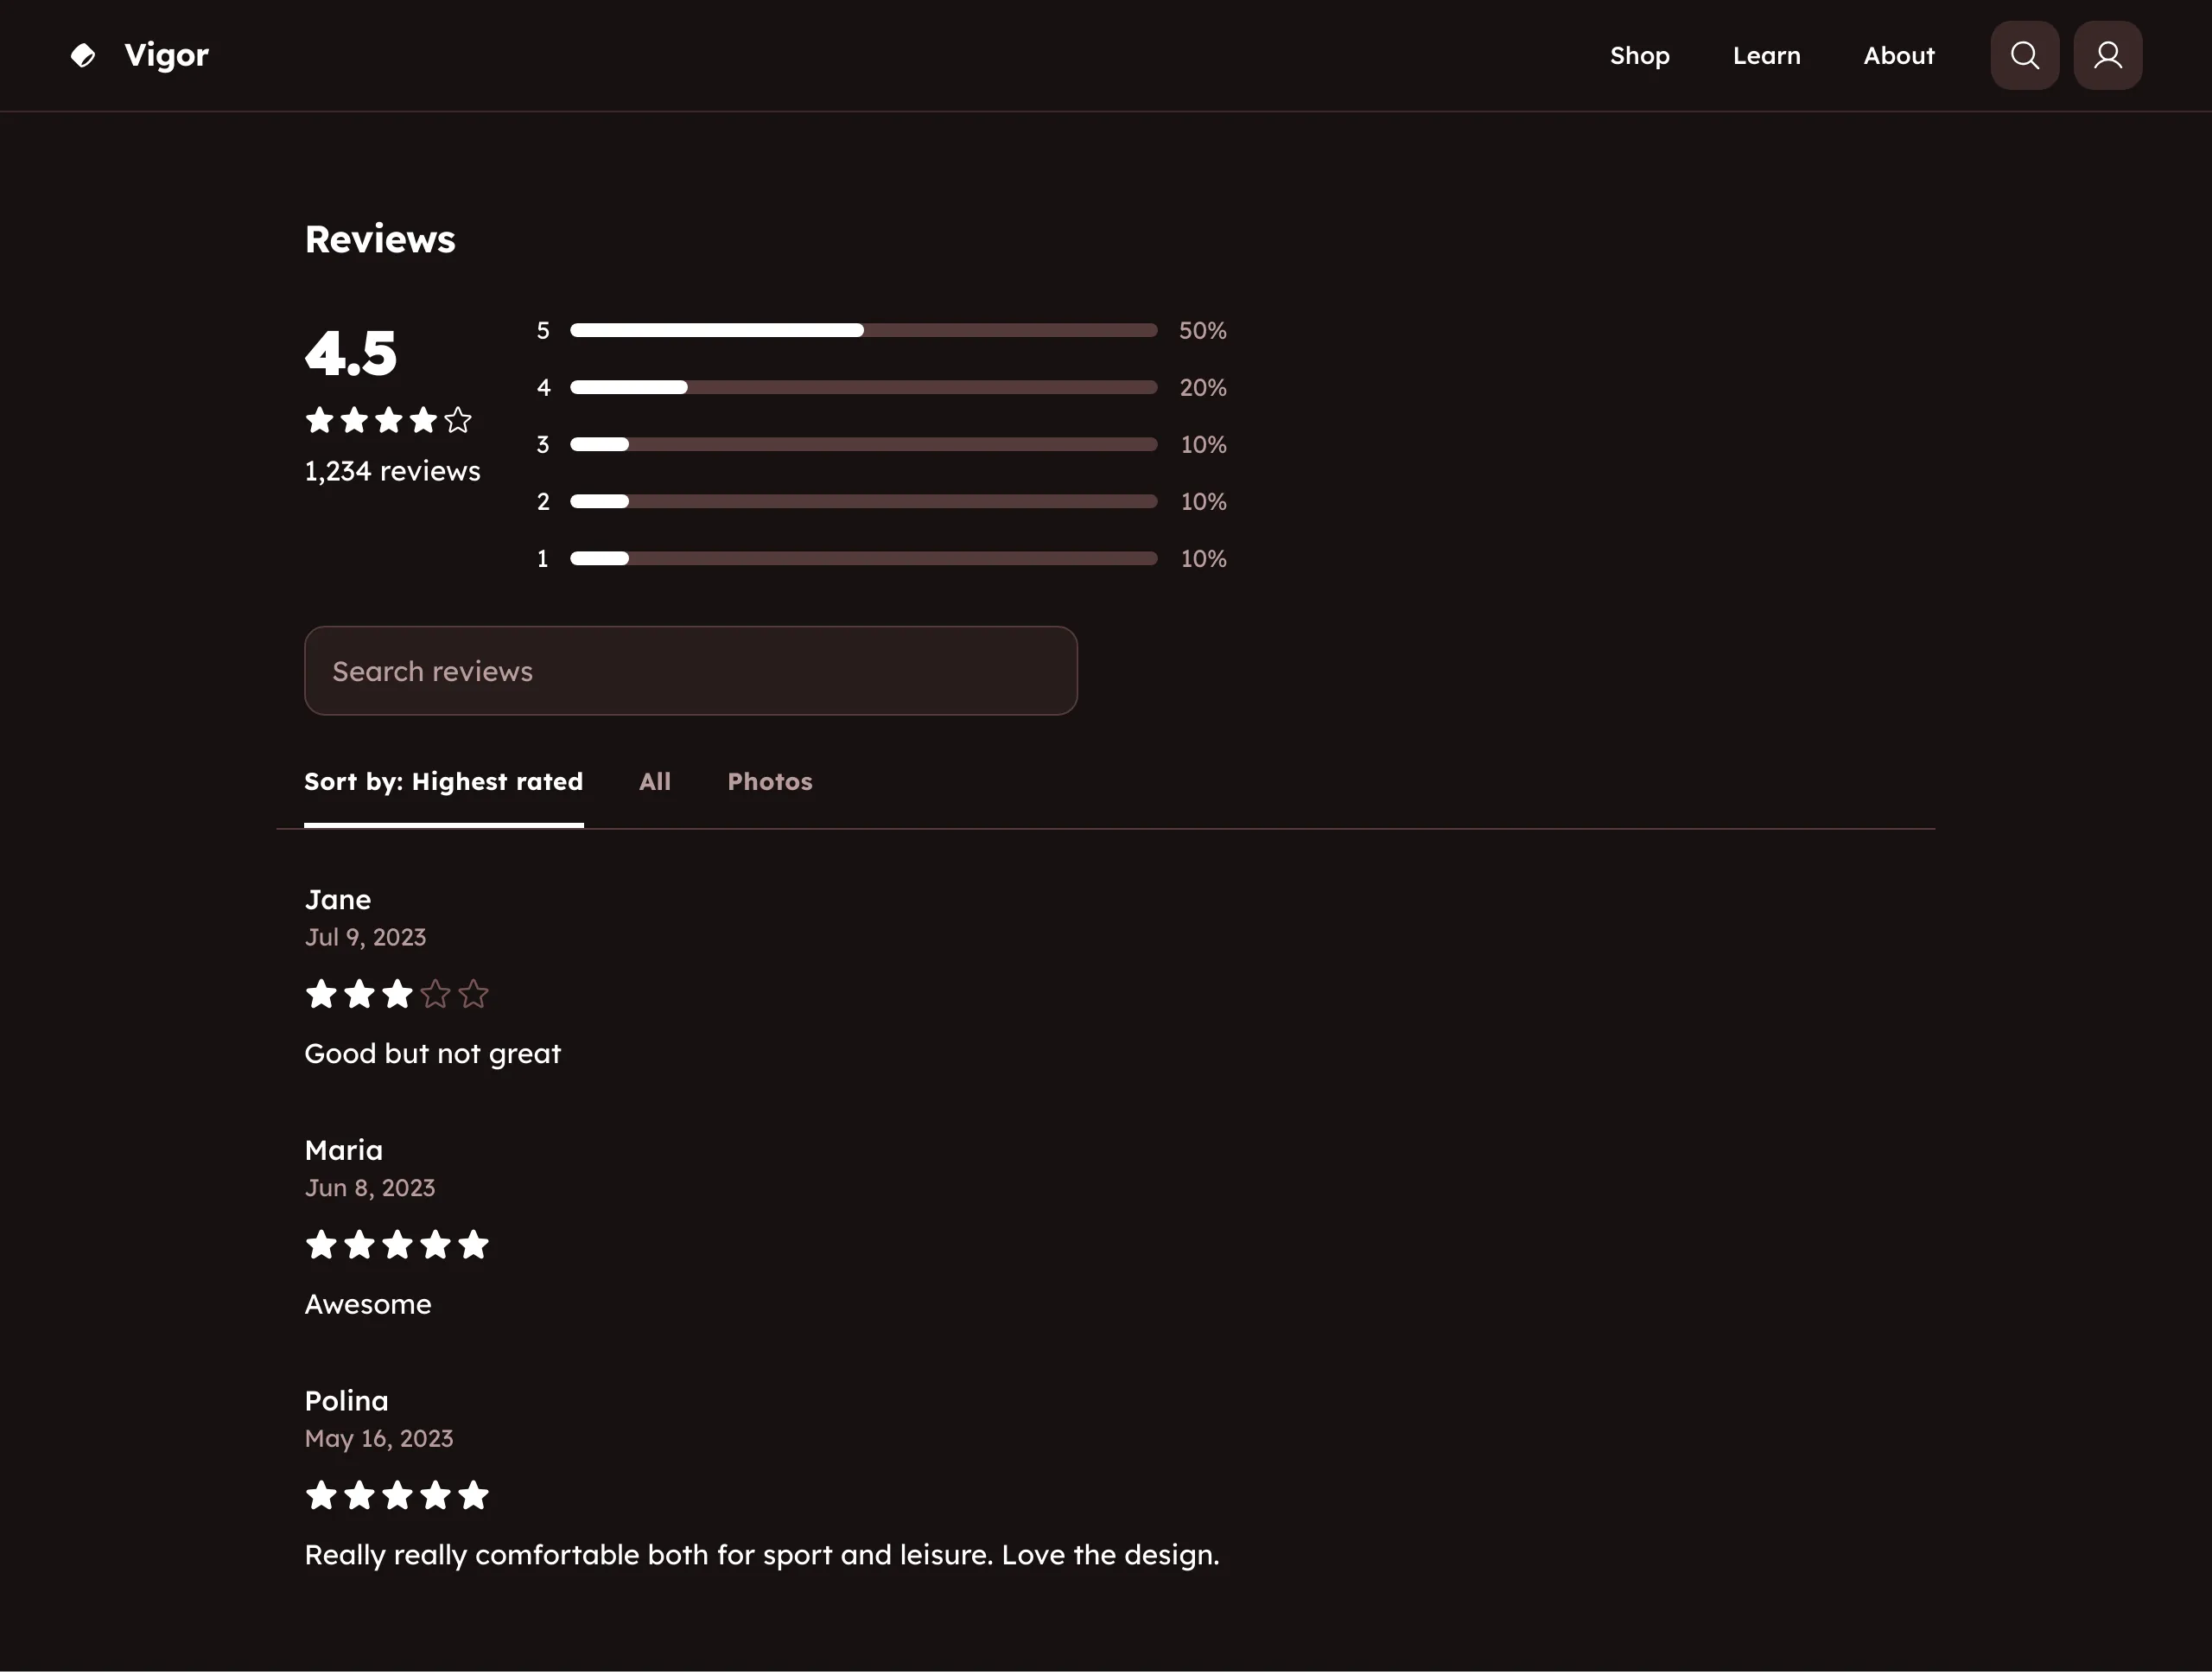 Vigor
Shop Learn About
Reviews
4.5
1,234 reviews
5 50%
4 20%
3 10%
2 10%
1 10%
Search reviews
Sort by: Highest rated All Photos
Jane
Jul 9, 2023
Good but not great
Maria
Jun 8, 2023
Awesome
Polina
May 16, 2023
Really really comfortable both for sport and leisure. Love the design.